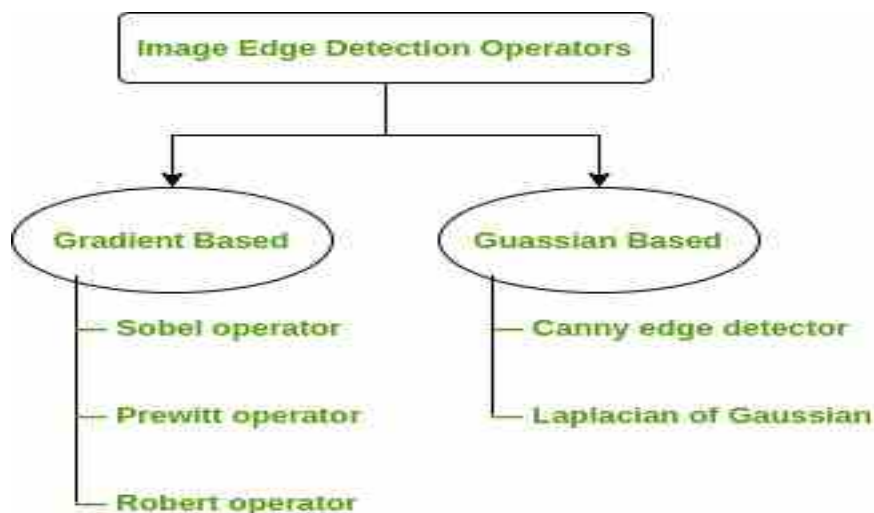 Image Edge Detection Operators
Gradient Based
Guassian Based
Sobel operator
Canny edge detector
Prewitt operator
Laplacian of Gaussian
Robert operator